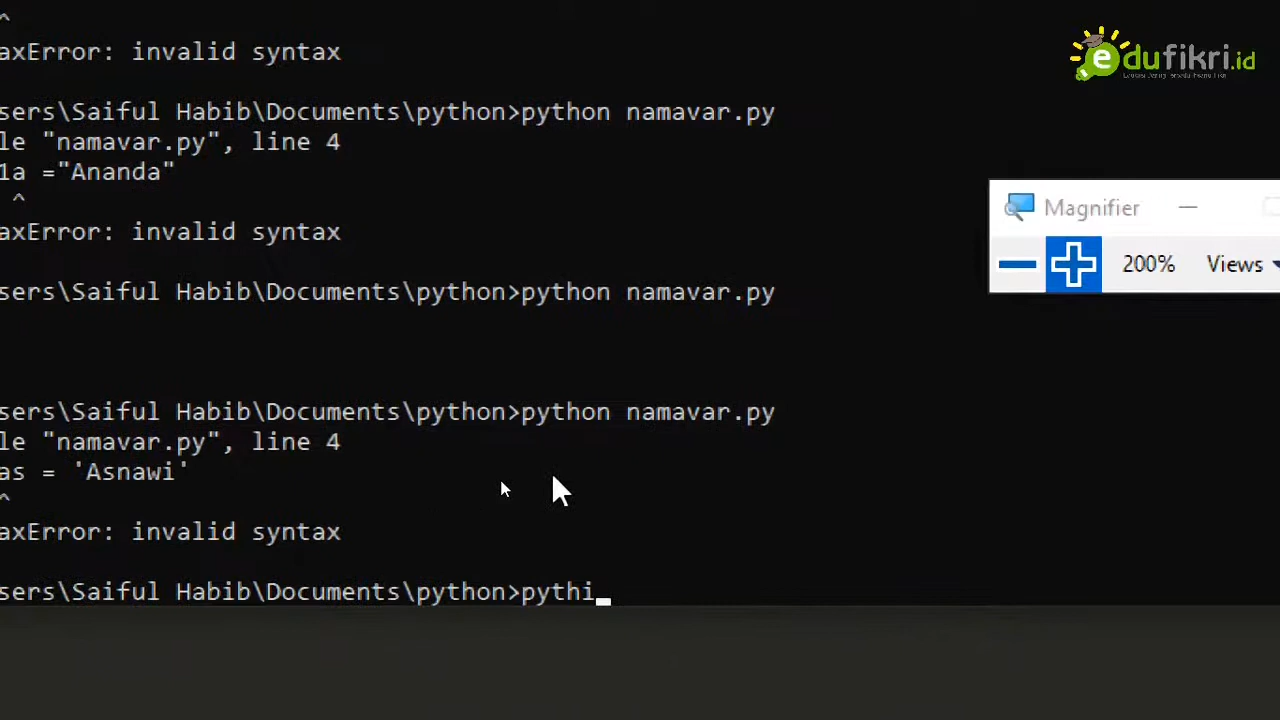 ^
axError: invalid syntax
edufikri.id
sers\Saiful Habib\Documents\python>python namavar.py
le "namavar.py", line 4
1a ="Ananda"
^
axError: invalid syntax
Magnifier
200%
Views
sers\Saiful Habib\Documents\python>python namavar.py
sers\Saiful Habib\Documents\python>python namavar.py
le "namavar.py", line 4
as = 'Asnawi'
^
axError: invalid syntax
sers\Saiful Habib\Documents\python>pythi